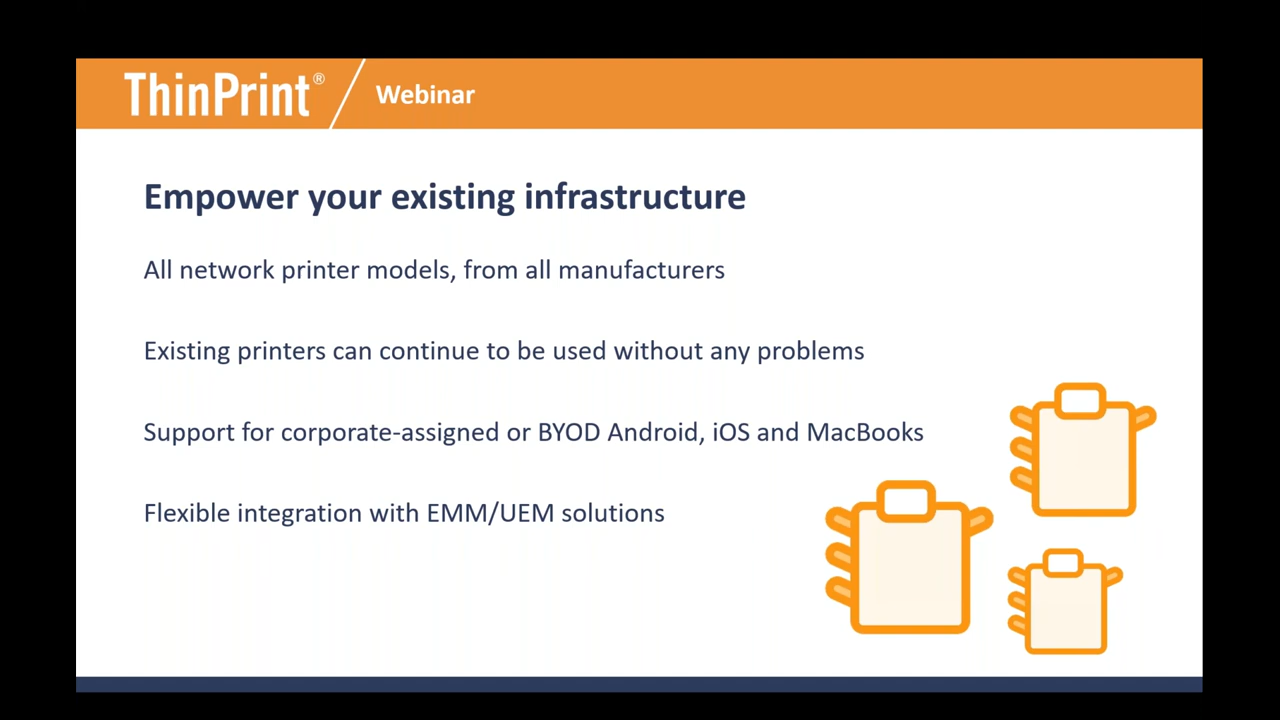 ThinPrint® Webinar
Empower your existing infrastructure
All network printer models, from all manufacturers
Existing printers can continue to be used without any problems
Support for corporate-assigned or BYOD Android, iOS and MacBooks
Flexible integration with EMM/UEM solutions